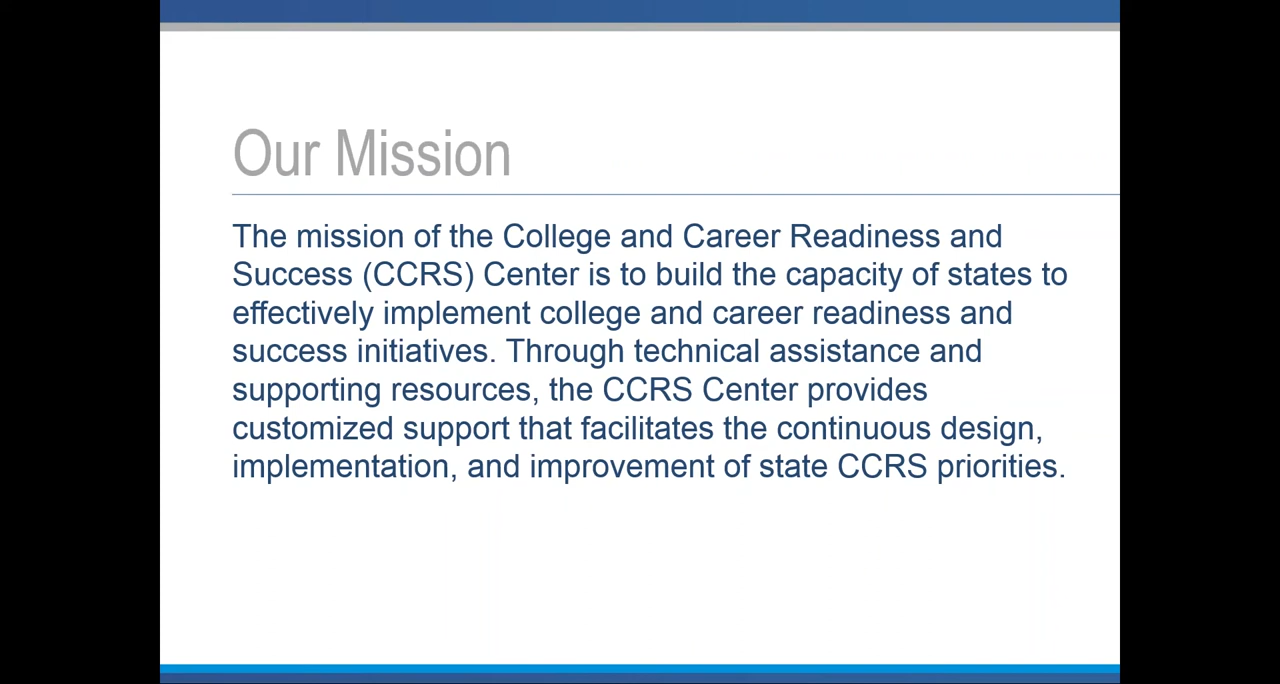 Our Mission
The mission of the College and Career Readiness and
Success (CCRS) Center is to build the capacity of states to
effectively implement college and career readiness and
success initiatives. Through technical assistance and
supporting resources, the CCRS Center provides
customized support that facilitates the continuous design,
implementation, and improvement of state CCRS priorities.